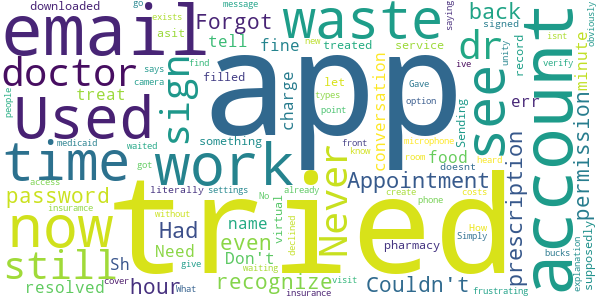 downloaded
go
message
email
waste
back
saying
obviously
exists
asit
Forgot
tell
fine
new
treated
service
signed
unity
isnt
doctor
says
camera
find
dr
record
verify
account
sign
app
seen
treat
filled
charge
let
types
point
conversation
Gave
option
ive
minute
people
Used
something
Sending
err
time
medicaid
waited
work
literally
settings
front
know
microphone
room
food
doesnt
heard
permission
password
got
No
already
Never
Appointment
prescription
access
insurance
without
name
virtual
create
phone
costs
How
now
tried
Had
even
declined
pharmacy
Simply
bucks
explanation
supposedly
still
Need
Don't
waiting
visit
Couldn't
frustrating
resolved
Sh
hour
cover
What
give
recognize
insurance